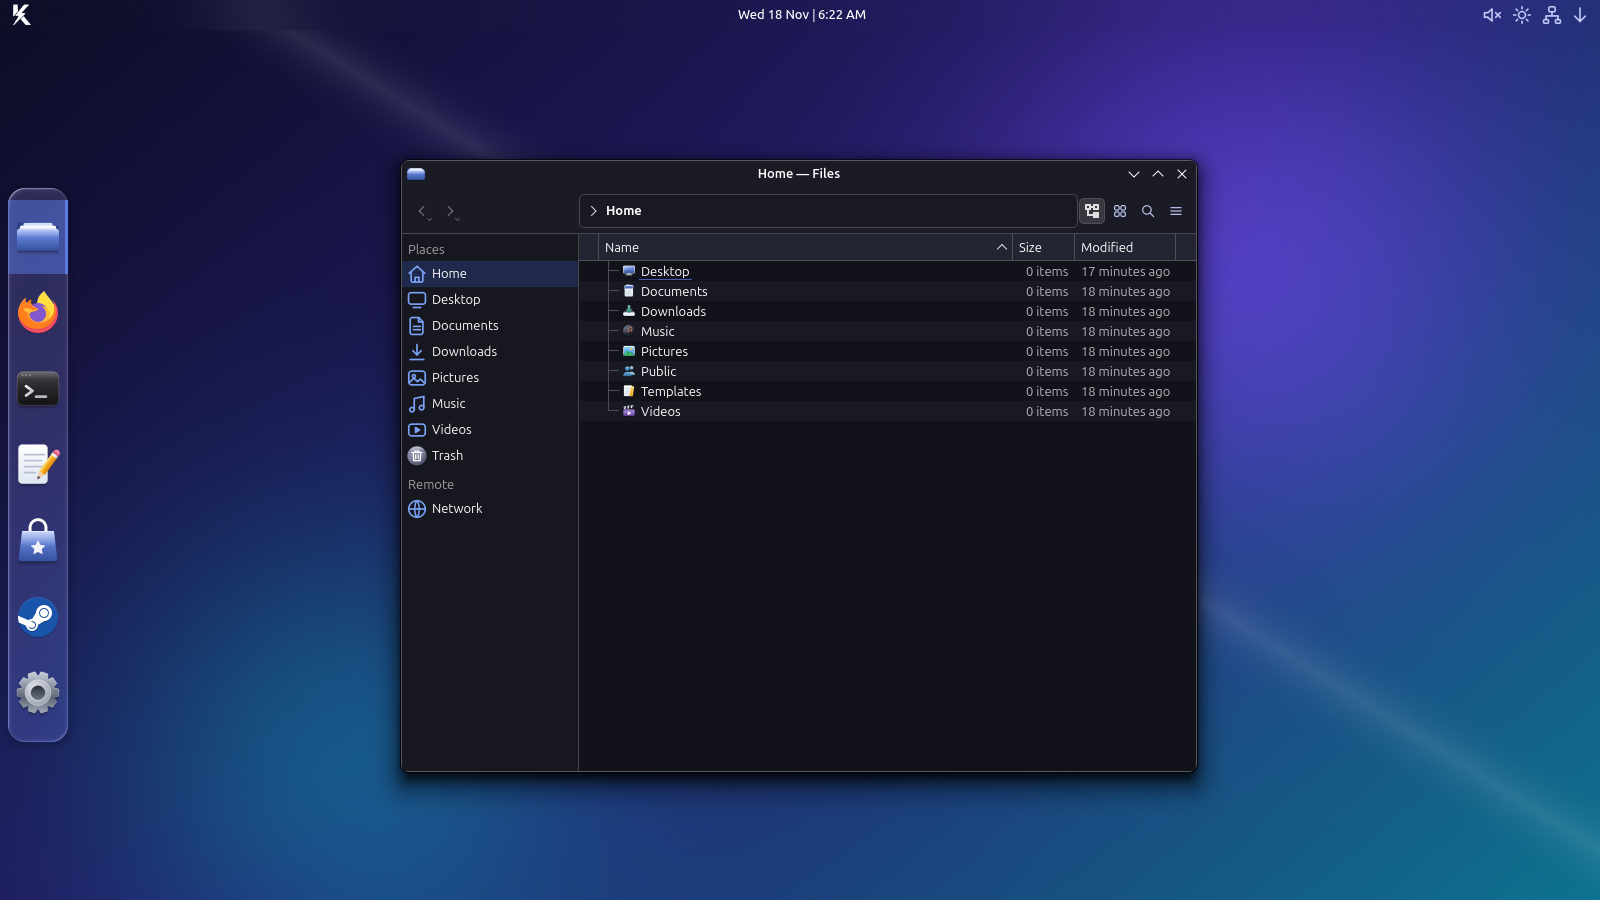 Wed 18 Nov | 6:22 AM
Home — Files
Home
Places
Home
Desktop
Documents
Downloads
Pictures
Music
Videos
Trash
Remote
Network
Name Size Modified
Desktop 0 items 17 minutes ago
Documents 0 items 18 minutes ago
Downloads 0 items 18 minutes ago
Music 0 items 18 minutes ago
Pictures 0 items 18 minutes ago
Public 0 items 18 minutes ago
Templates 0 items 18 minutes ago
Videos 0 items 18 minutes ago